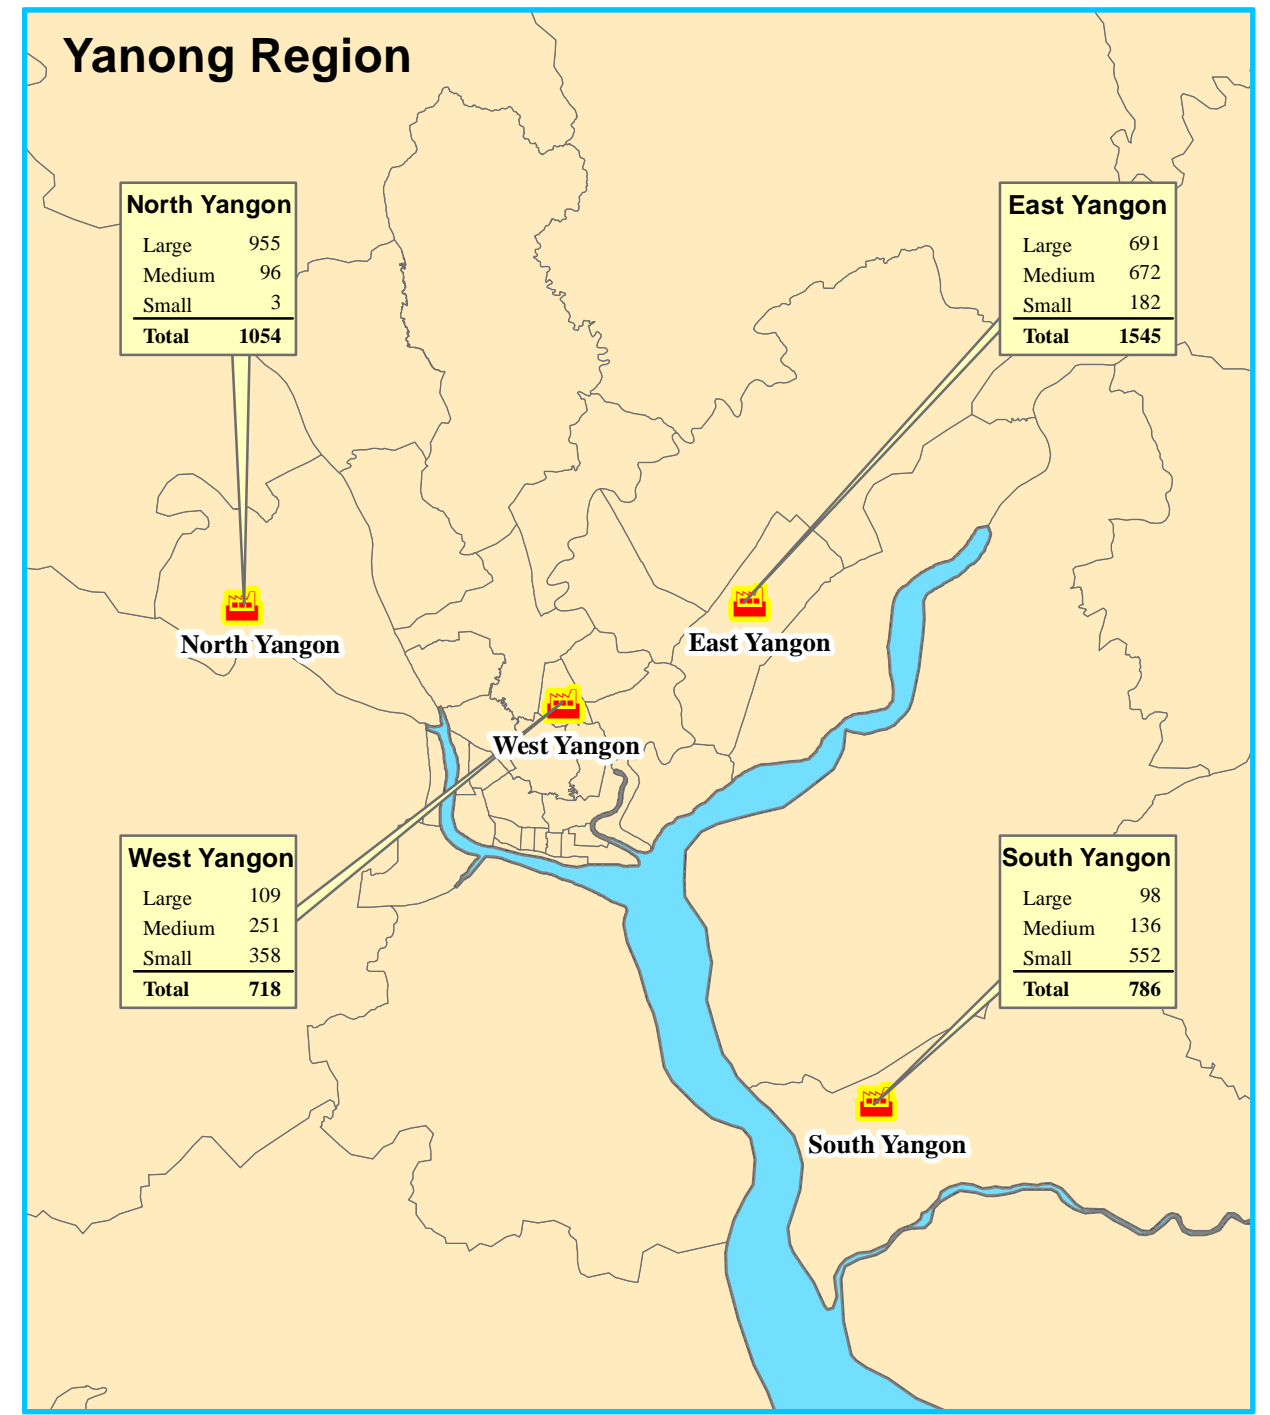 Yanong Region
North Yangon
Large 955
Medium 96
Small 3
Total 1054
East Yangon
Large 691
Medium 672
Small 182
Total 1545
North Yangon
East Yangon
West Yangon
West Yangon
Large 109
Medium 251
Small 358
Total 718
South Yangon
Large 98
Medium 136
Small 552
Total 786
South Yangon